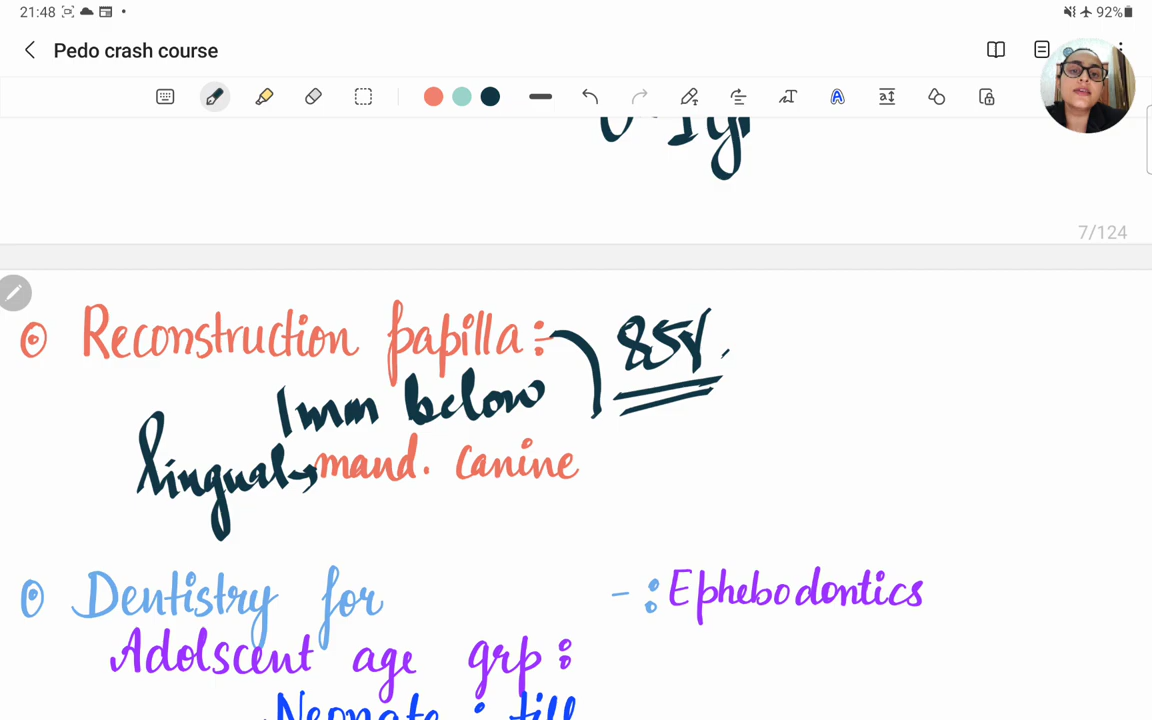 21:48
92%
Pedo crash course
7/124
Reconstruction papilla:-
85%.
1mm below
lingual→mand. canine
Dentistry for -: Ephebodontics
Adolscent age grp:
Neonate : till